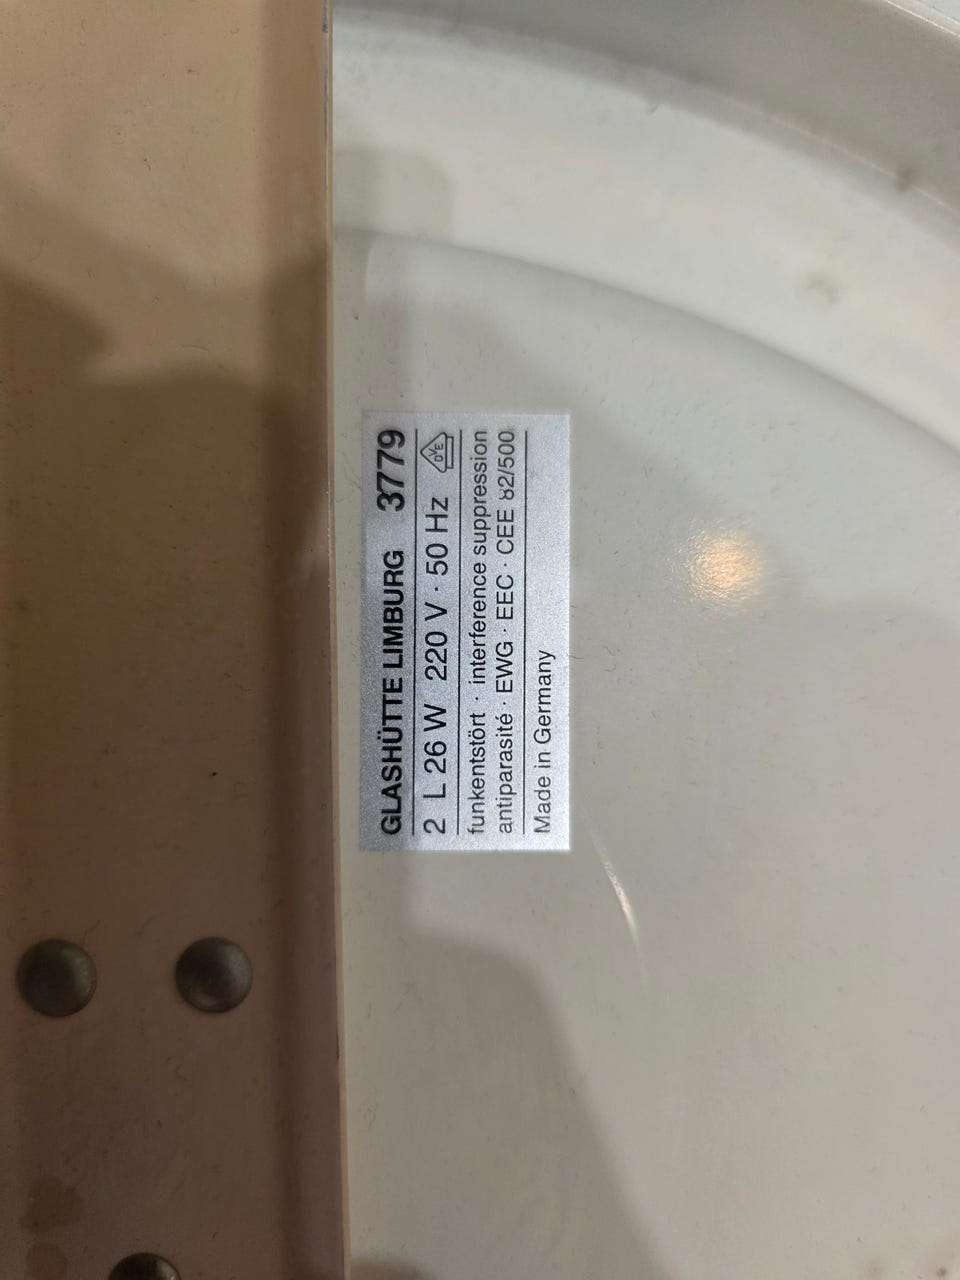 GLASHÜTTE LIMBURG 3779
2 L 26 W 220 V · 50 Hz DVE
funkentstört · interference suppression
antiparasité · EWG · EEC · CEE 82/500
Made in Germany